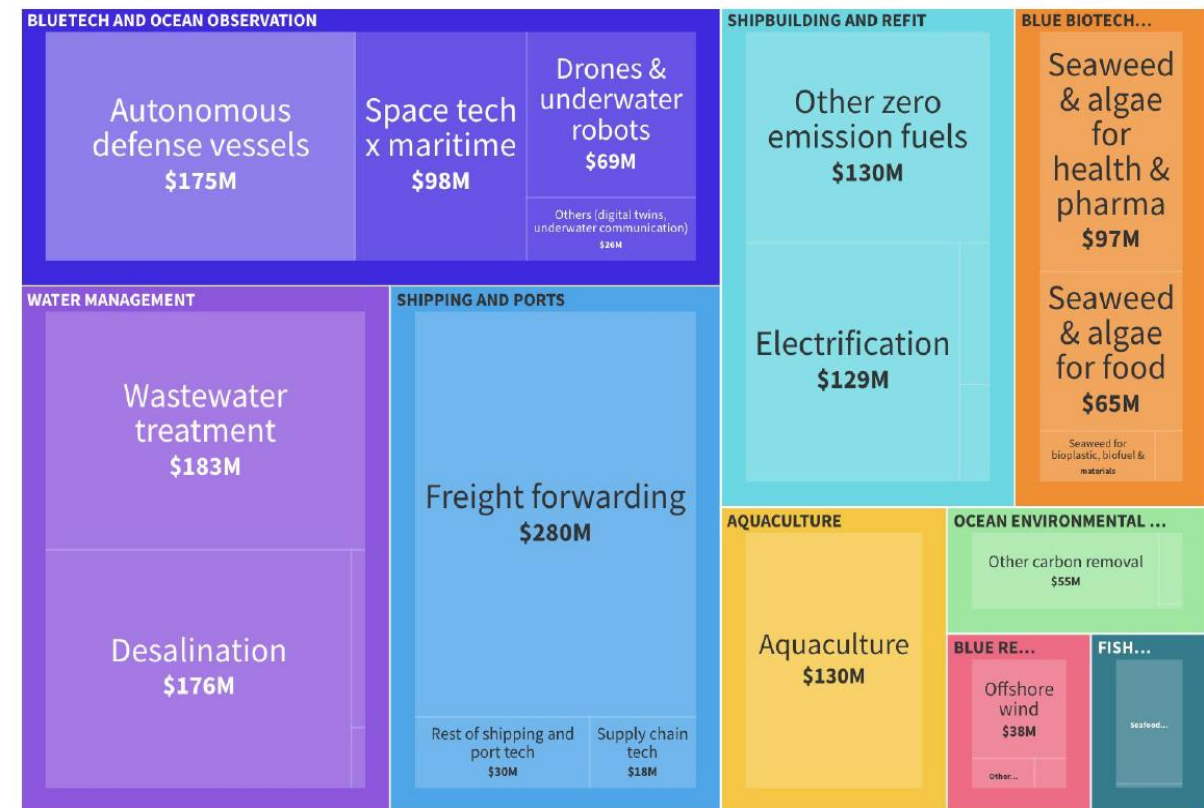 BLUETECH AND OCEAN OBSERVATION
Autonomous
defense vessels
$175M
Space tech
x maritime
$98M
Drones &
underwater
robots
$69M
Others (digital twins,
underwater communication)
$26M
SHIPBUILDING AND REFIT
Other zero
emission fuels
$130M
Electrification
$129M
BLUE BIOTECH...
Seaweed
& algae
for
health &
pharma
$97M
Seaweed
& algae
for food
$65M
Seaweed for
bioplastic, biofuel &
materials
WATER MANAGEMENT
Wastewater
treatment
$183M
Desalination
$176M
SHIPPING AND PORTS
Freight forwarding
$280M
Rest of shipping and
port tech
$30M
Supply chain
tech
$18M
AQUACULTURE
Aquaculture
$130M
OCEAN ENVIRONMENTAL ...
Other carbon removal
$55M
BLUE RE...
Offshore
wind
$38M
Other...
FISH...
Seafood...